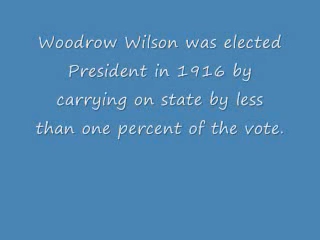 Woodrow Wilson was elected
President in 1916 by
carrying on state by less
than one percent of the vote.